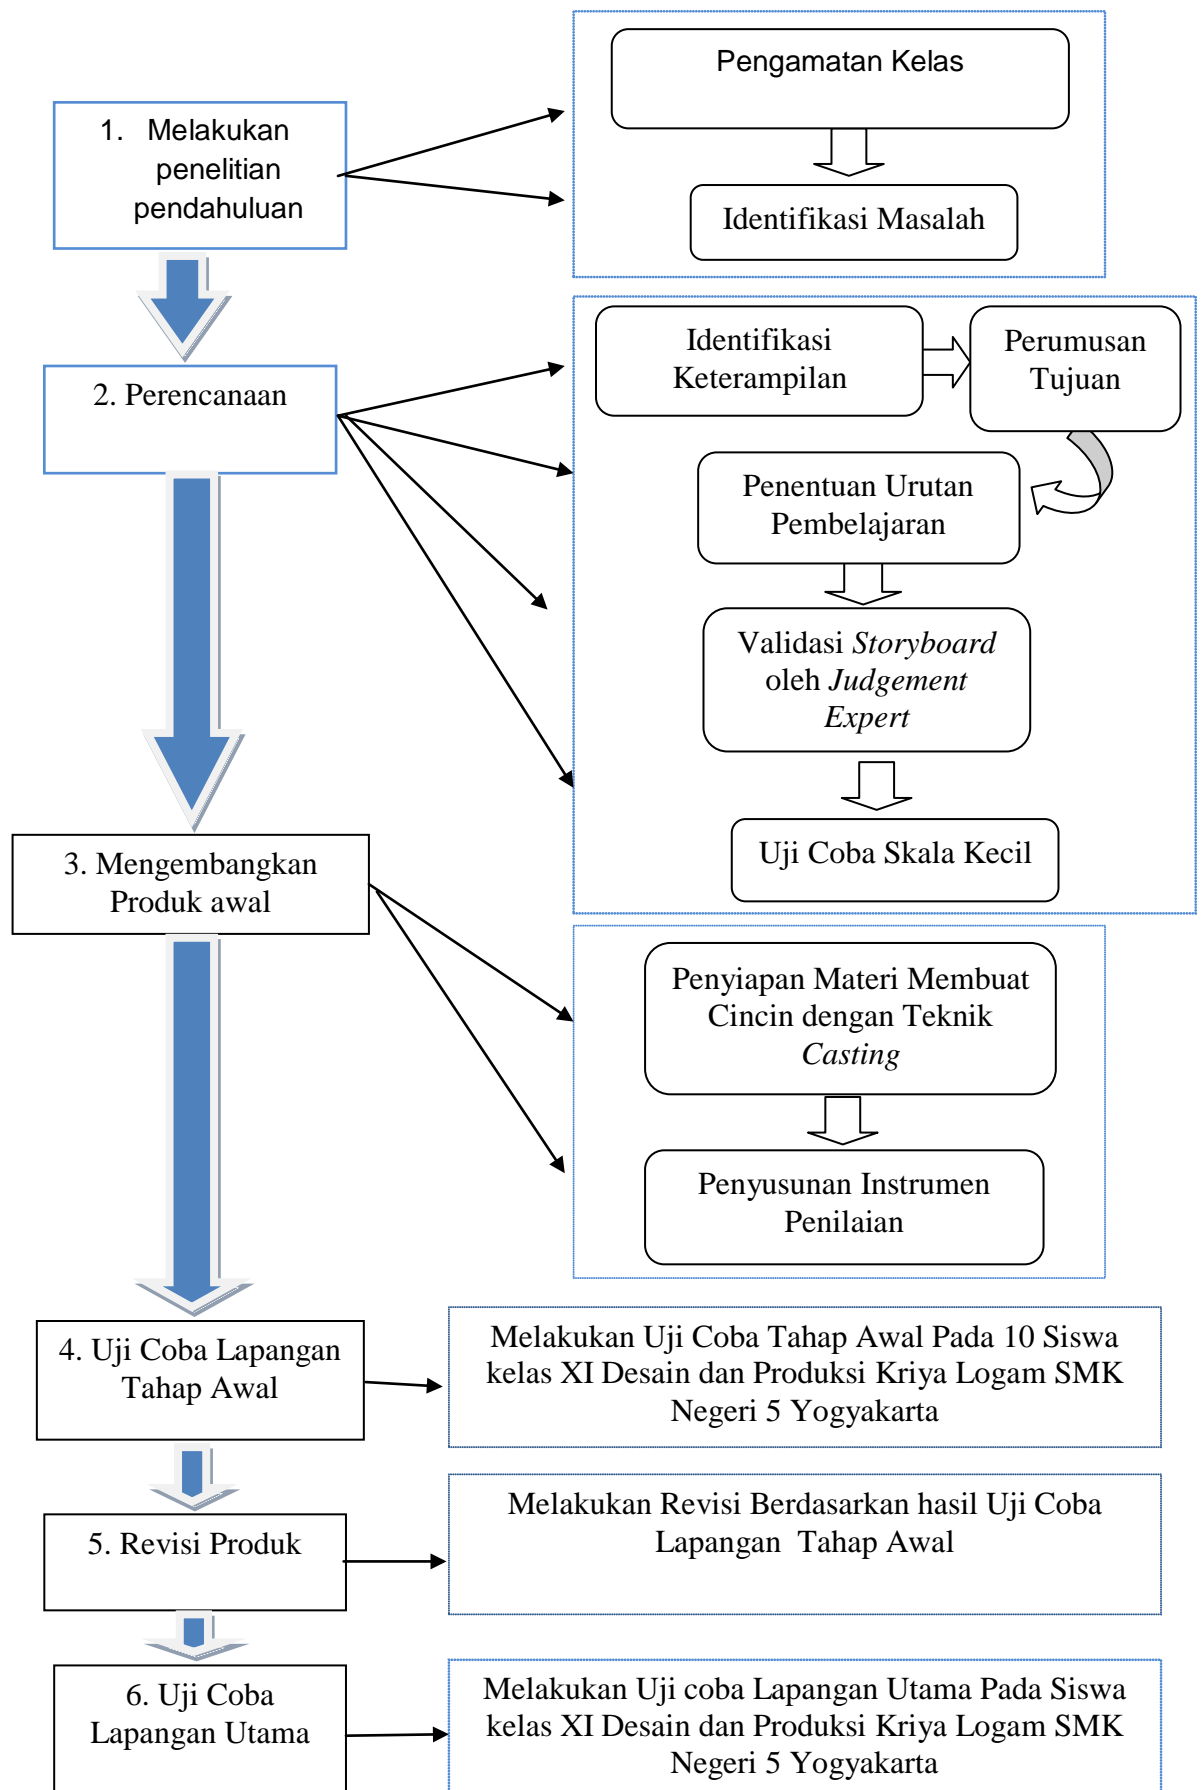 Pengamatan Kelas
1. Melakukan
penelitian
pendahuluan
Identifikasi Masalah
2. Perencanaan
Identifikasi
Keterampilan
Perumusan
Tujuan
Penentuan Urutan
Pembelajaran
Validasi Storyboard
oleh Judgement
Expert
Uji Coba Skala Kecil
3. Mengembangkan
Produk awal
Penyiapan Materi Membuat
Cincin dengan Teknik
Casting
Penyusunan Instrumen
Penilaian
4. Uji Coba Lapangan
Tahap Awal
Melakukan Uji Coba Tahap Awal Pada 10 Siswa
kelas XI Desain dan Produksi Kriya Logam SMK
Negeri 5 Yogyakarta
5. Revisi Produk
Melakukan Revisi Berdasarkan hasil Uji Coba
Lapangan Tahap Awal
6. Uji Coba
Lapangan Utama
Melakukan Uji coba Lapangan Utama Pada Siswa
kelas XI Desain dan Produksi Kriya Logam SMK
Negeri 5 Yogyakarta